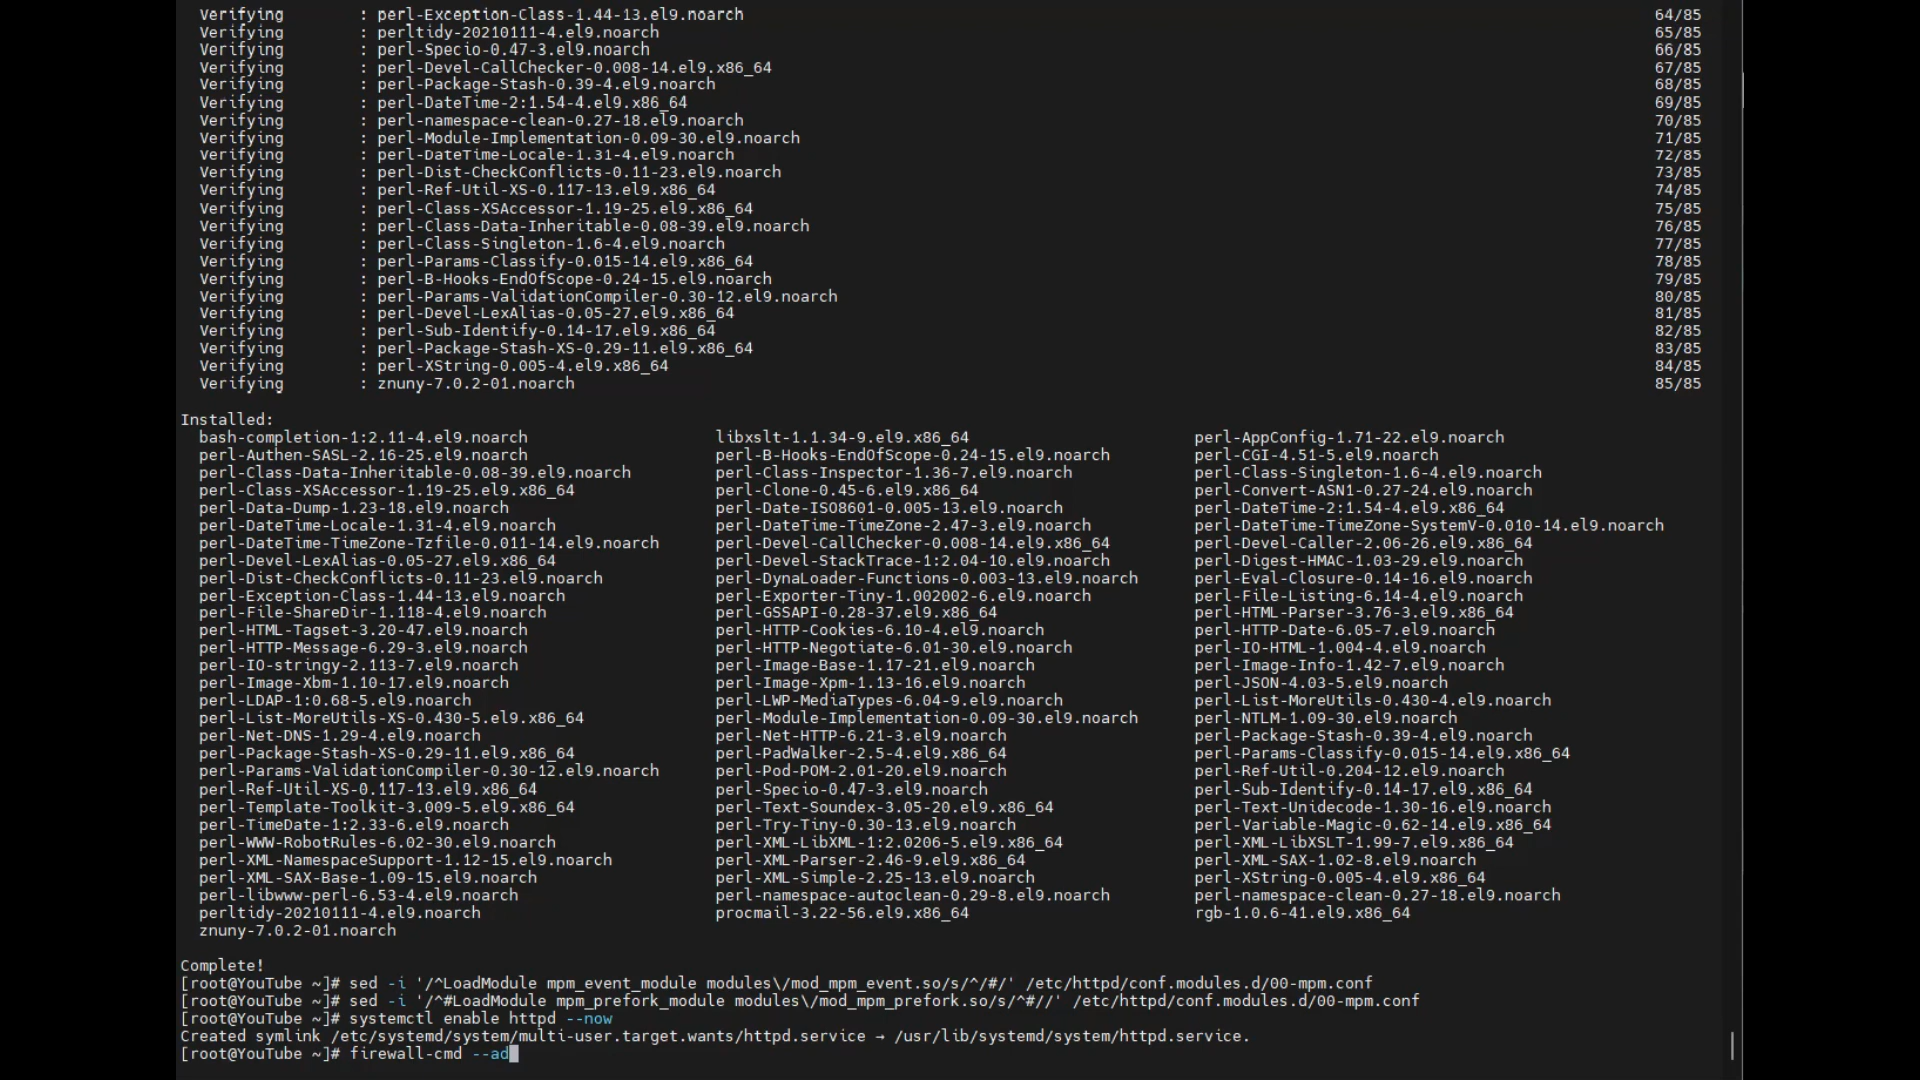 Verifying : perl-Exception-Class-1.44-13.el9.noarch 64/85
Verifying : perltidy-20210111-4.el9.noarch 65/85
Verifying : perl-Specio-0.47-3.el9.noarch 66/85
Verifying : perl-Devel-CallChecker-0.008-14.el9.x86_64 67/85
Verifying : perl-Package-Stash-0.39-4.el9.noarch 68/85
Verifying : perl-DateTime-2:1.54-4.el9.x86_64 69/85
Verifying : perl-namespace-clean-0.27-18.el9.noarch 70/85
Verifying : perl-Module-Implementation-0.09-30.el9.noarch 71/85
Verifying : perl-DateTime-Locale-1.31-4.el9.noarch 72/85
Verifying : perl-Dist-CheckConflicts-0.11-23.el9.noarch 73/85
Verifying : perl-Ref-Util-XS-0.117-13.el9.x86_64 74/85
Verifying : perl-Class-XSAccessor-1.19-25.el9.x86_64 75/85
Verifying : perl-Class-Data-Inheritable-0.08-39.el9.noarch 76/85
Verifying : perl-Class-Singleton-1.6-4.el9.noarch 77/85
Verifying : perl-Params-Classify-0.015-14.el9.x86_64 78/85
Verifying : perl-B-Hooks-EndOfScope-0.24-15.el9.noarch 79/85
Verifying : perl-Params-ValidationCompiler-0.30-12.el9.noarch 80/85
Verifying : perl-Devel-LexAlias-0.05-27.el9.x86_64 81/85
Verifying : perl-Sub-Identify-0.14-17.el9.x86_64 82/85
Verifying : perl-Package-Stash-XS-0.29-11.el9.x86_64 83/85
Verifying : perl-XString-0.005-4.el9.x86_64 84/85
Verifying : znuny-7.0.2-01.noarch 85/85
Installed:
bash-completion-1:2.11-4.el9.noarch libxslt-1.1.34-9.el9.x86_64 perl-AppConfig-1.71-22.el9.noarch
perl-Authen-SASL-2.16-25.el9.noarch perl-B-Hooks-EndOfScope-0.24-15.el9.noarch perl-CGI-4.51-5.el9.noarch
perl-Class-Data-Inheritable-0.08-39.el9.noarch perl-Class-Inspector-1.36-7.el9.noarch perl-Class-Singleton-1.6-4.el9.noarch
perl-Class-XSAccessor-1.19-25.el9.x86_64 perl-Clone-0.45-6.el9.x86_64 perl-Convert-ASN1-0.27-24.el9.noarch
perl-Data-Dump-1.23-18.el9.noarch perl-Date-ISO8601-0.005-13.el9.noarch perl-DateTime-2:1.54-4.el9.x86_64
perl-DateTime-Locale-1.31-4.el9.noarch perl-DateTime-TimeZone-2.47-3.el9.noarch perl-DateTime-TimeZone-SystemV-0.010-14.el9.noarch
perl-DateTime-TimeZone-Tzfile-0.011-14.el9.noarch perl-Devel-CallChecker-0.008-14.el9.x86_64 perl-Devel-Caller-2.06-26.el9.x86_64
perl-Devel-LexAlias-0.05-27.el9.x86_64 perl-Devel-StackTrace-1:2.04-10.el9.noarch perl-Digest-HMAC-1.03-29.el9.noarch
perl-Dist-CheckConflicts-0.11-23.el9.noarch perl-DynaLoader-Functions-0.003-13.el9.noarch perl-Eval-Closure-0.14-16.el9.noarch
perl-Exception-Class-1.44-13.el9.noarch perl-Exporter-Tiny-1.002002-6.el9.noarch perl-File-Listing-6.14-4.el9.noarch
perl-File-ShareDir-1.118-4.el9.noarch perl-GSSAPI-0.28-37.el9.x86_64 perl-HTML-Parser-3.76-3.el9.x86_64
perl-HTML-Tagset-3.20-47.el9.noarch perl-HTTP-Cookies-6.10-4.el9.noarch perl-HTTP-Date-6.05-7.el9.noarch
perl-HTTP-Message-6.29-3.el9.noarch perl-HTTP-Negotiate-6.01-30.el9.noarch perl-IO-HTML-1.004-4.el9.noarch
perl-IO-stringy-2.113-7.el9.noarch perl-Image-Base-1.17-21.el9.noarch perl-Image-Info-1.42-7.el9.noarch
perl-Image-Xbm-1.10-17.el9.noarch perl-Image-Xpm-1.13-16.el9.noarch perl-JSON-4.03-5.el9.noarch
perl-LDAP-1:0.68-5.el9.noarch perl-LWP-MediaTypes-6.04-9.el9.noarch perl-List-MoreUtils-0.430-4.el9.noarch
perl-List-MoreUtils-XS-0.430-5.el9.x86_64 perl-Module-Implementation-0.09-30.el9.noarch perl-NTLM-1.09-30.el9.noarch
perl-Net-DNS-1.29-4.el9.noarch perl-Net-HTTP-6.21-3.el9.noarch perl-Package-Stash-0.39-4.el9.noarch
perl-Package-Stash-XS-0.29-11.el9.x86_64 perl-PadWalker-2.5-4.el9.x86_64 perl-Params-Classify-0.015-14.el9.x86_64
perl-Params-ValidationCompiler-0.30-12.el9.noarch perl-Pod-POM-2.01-20.el9.noarch perl-Ref-Util-0.204-12.el9.noarch
perl-Ref-Util-XS-0.117-13.el9.x86_64 perl-Specio-0.47-3.el9.noarch perl-Sub-Identify-0.14-17.el9.x86_64
perl-Template-Toolkit-3.009-5.el9.x86_64 perl-Text-Soundex-3.05-20.el9.x86_64 perl-Text-Unidecode-1.30-16.el9.noarch
perl-TimeDate-1:2.33-6.el9.noarch perl-Try-Tiny-0.30-13.el9.noarch perl-Variable-Magic-0.62-14.el9.x86_64
perl-WWW-RobotRules-6.02-30.el9.noarch perl-XML-LibXML-1:2.0206-5.el9.x86_64 perl-XML-LibXSLT-1.99-7.el9.x86_64
perl-XML-NamespaceSupport-1.12-15.el9.noarch perl-XML-Parser-2.46-9.el9.x86_64 perl-XML-SAX-1.02-8.el9.noarch
perl-XML-SAX-Base-1.09-15.el9.noarch perl-XML-Simple-2.25-13.el9.noarch perl-XString-0.005-4.el9.x86_64
perl-libwww-perl-6.53-4.el9.noarch perl-namespace-autoclean-0.29-8.el9.noarch perl-namespace-clean-0.27-18.el9.noarch
perltidy-20210111-4.el9.noarch procmail-3.22-56.el9.x86_64 rgb-1.0.6-41.el9.x86_64
znuny-7.0.2-01.noarch
Complete!
[root@YouTube ~]# sed -i '/^LoadModule mpm_event_module modules\/mod_mpm_event.so/s/^/#/' /etc/httpd/conf.modules.d/00-mpm.conf
[root@YouTube ~]# sed -i '/^#LoadModule mpm_prefork_module modules\/mod_mpm_prefork.so/s/^#//' /etc/httpd/conf.modules.d/00-mpm.conf
[root@YouTube ~]# systemctl enable httpd --now
Created symlink /etc/systemd/system/multi-user.target.wants/httpd.service → /usr/lib/systemd/system/httpd.service.
[root@YouTube ~]# firewall-cmd --ad